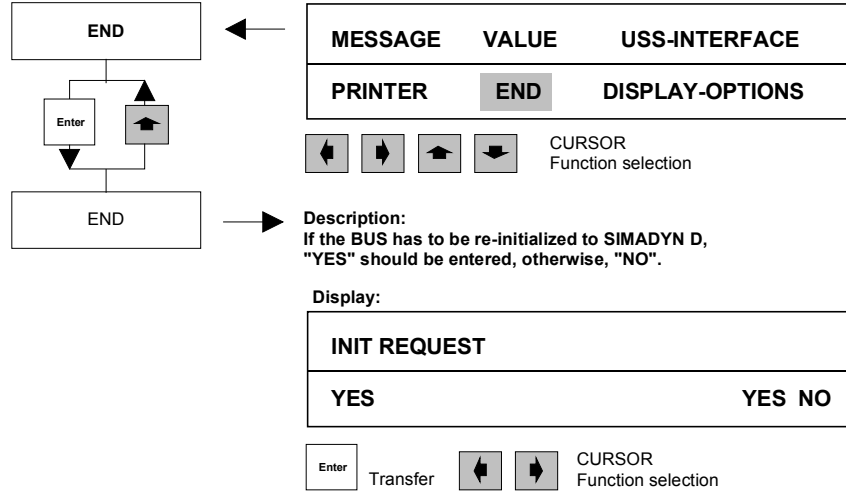 END
MESSAGE VALUE USS-INTERFACE
PRINTER END DISPLAY-OPTIONS
Enter
CURSOR
Function selection
END
Description:
If the BUS has to be re-initialized to SIMADYN D,
"YES" should be entered, otherwise, "NO".
Display:
INIT REQUEST
YES YES NO
Enter
Transfer
CURSOR
Function selection